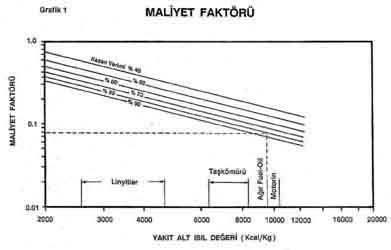 Grafik 1
MALİYET FAKTÖRÜ
MALİYET FAKTÖRÜ
1.0
0.1
0.01
Kazan Verimi % 40
% 50
% 60
% 70
% 80
% 90
Linyitler
Taşkömürü
Ağır Fuel-Oil
Motorin
2000
3000
4000
6000
8000
10000
12000
16000
20000
YAKIT ALT ISIL DEĞERİ (Kcal/Kg)